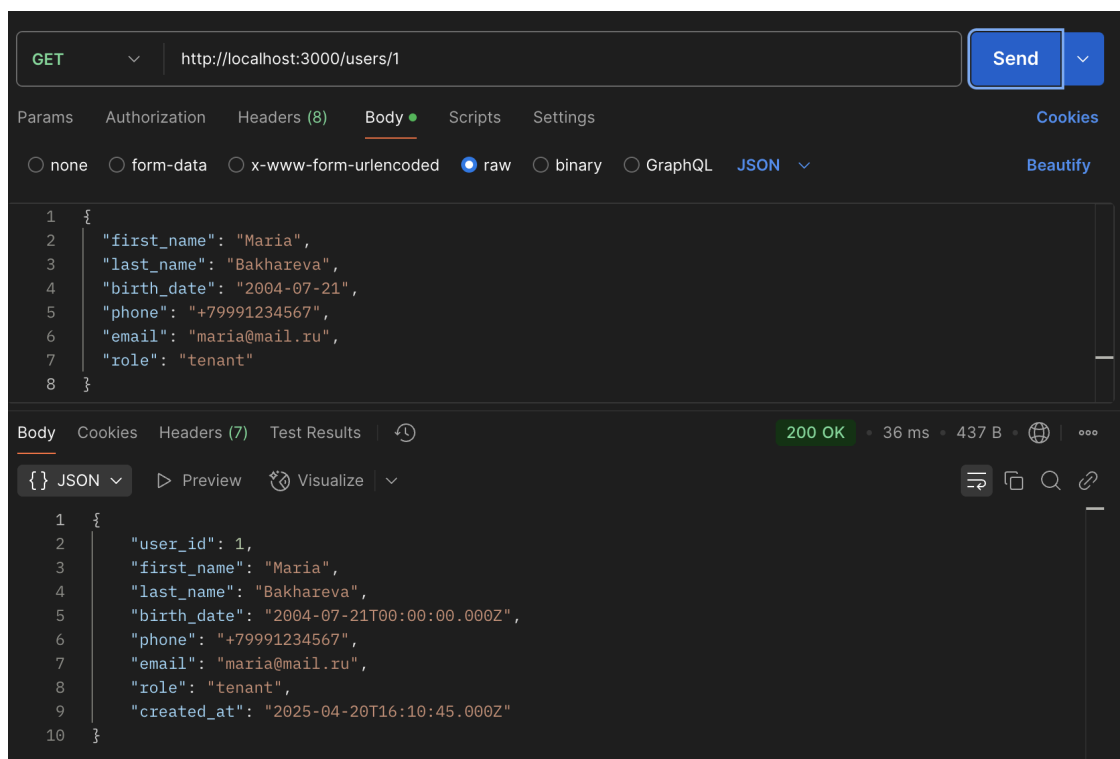 GET http://localhost:3000/users/1 Send
Params Authorization Headers (8) Body Scripts Settings Cookies
none form-data x-www-form-urlencoded raw binary GraphQL JSON Beautify
1 {
2 "first_name": "Maria",
3 "last_name": "Bakhareva",
4 "birth_date": "2004-07-21",
5 "phone": "+79991234567",
6 "email": "maria@mail.ru",
7 "role": "tenant"
8 }
Body Cookies Headers (7) Test Results 200 OK 36 ms 437 B
{} JSON Preview Visualize
1 {
2 "user_id": 1,
3 "first_name": "Maria",
4 "last_name": "Bakhareva",
5 "birth_date": "2004-07-21T00:00:00.000Z",
6 "phone": "+79991234567",
7 "email": "maria@mail.ru",
8 "role": "tenant",
9 "created_at": "2025-04-20T16:10:45.000Z"
10 }